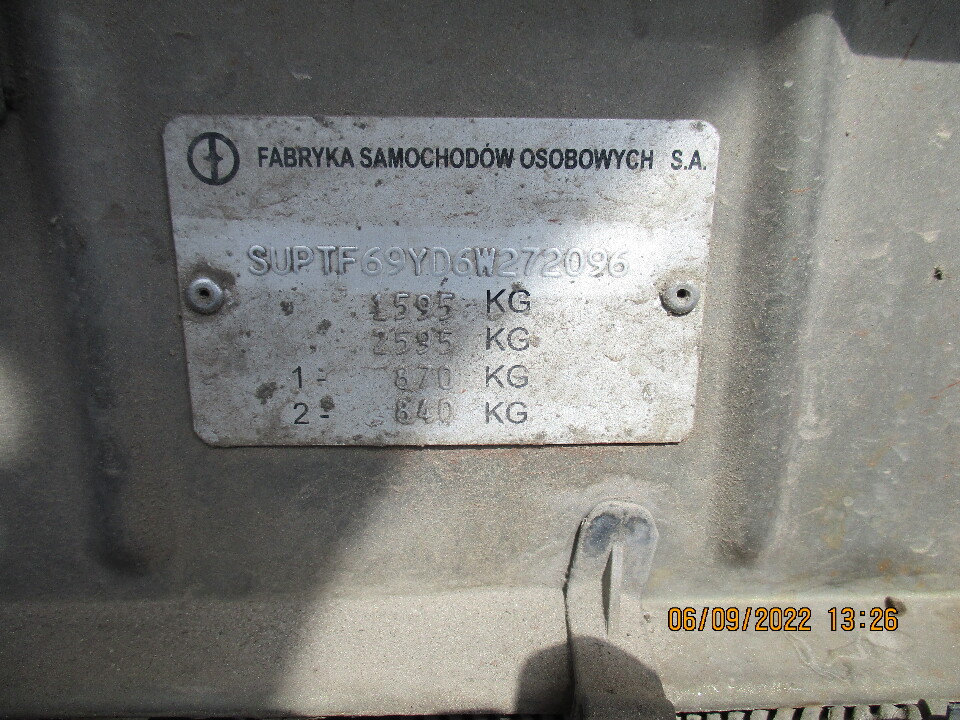 FABRYKA SAMOCHODÓW OSOBOWYCH S.A.
SUPTF69YD6W272096
1595 KG
2595 KG
1- 870 KG
2- 840 KG
06/09/2022 13:26